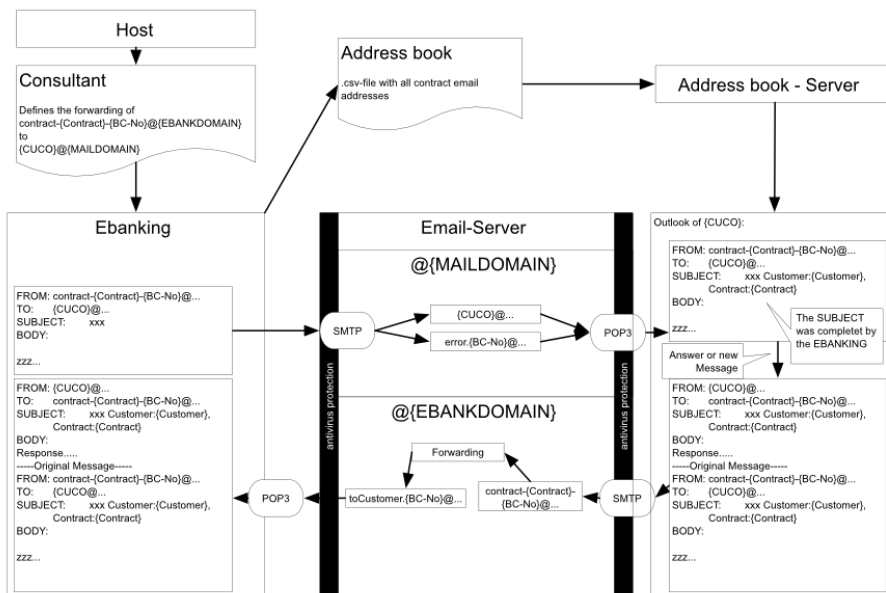 Host
Consultant
Defines the forwarding of
contract-{Contract}-{BC-No}@{EBANKDOMAIN}
to
{CUCO}@{MAILDOMAIN}
Address book
.csv-file with all contract email
addresses
Address book - Server
Ebanking
FROM: contract-{Contract}-{BC-No}@...
TO: {CUCO}@...
SUBJECT: xxx
BODY:
zzz...
FROM: {CUCO}@...
TO: contract-{Contract}-{BC-No}@...
SUBJECT: xxx Customer:{Customer},
Contract:{Contract}
BODY:
Response.....
-----Original Message-----
FROM: contract-{Contract}-{BC-No}@...
TO: {CUCO}@...
SUBJECT: xxx Customer:{Customer},
Contract:{Contract}
BODY:
zzz...
Email-Server
@{MAILDOMAIN}
SMTP
{CUCO}@...
error.{BC-No}@...
POP3
antivirus protection
antivirus protection
@{EBANKDOMAIN}
Forwarding
POP3
toCustomer.{BC-No}@...
contract-{Contract}-
{BC-No}@...
SMTP
Outlook of {CUCO}:
FROM: contract-{Contract}-{BC-No}@...
TO: {CUCO}@...
SUBJECT: xxx Customer:{Customer},
Contract:{Contract}
BODY:
zzz...
The SUBJECT
was completet by
the EBANKING
Answer or new
Message
FROM: {CUCO}@...
TO: contract-{Contract}-{BC-No}@...
SUBJECT: xxx Customer:{Customer},
Contract:{Contract}
BODY:
Response....
-----Original Message-----
FROM: contract-{Contract}-{BC-No}@...
TO: {CUCO}@...
SUBJECT: xxx Customer:{Customer},
Contract:{Contract}
BODY:
zzz...